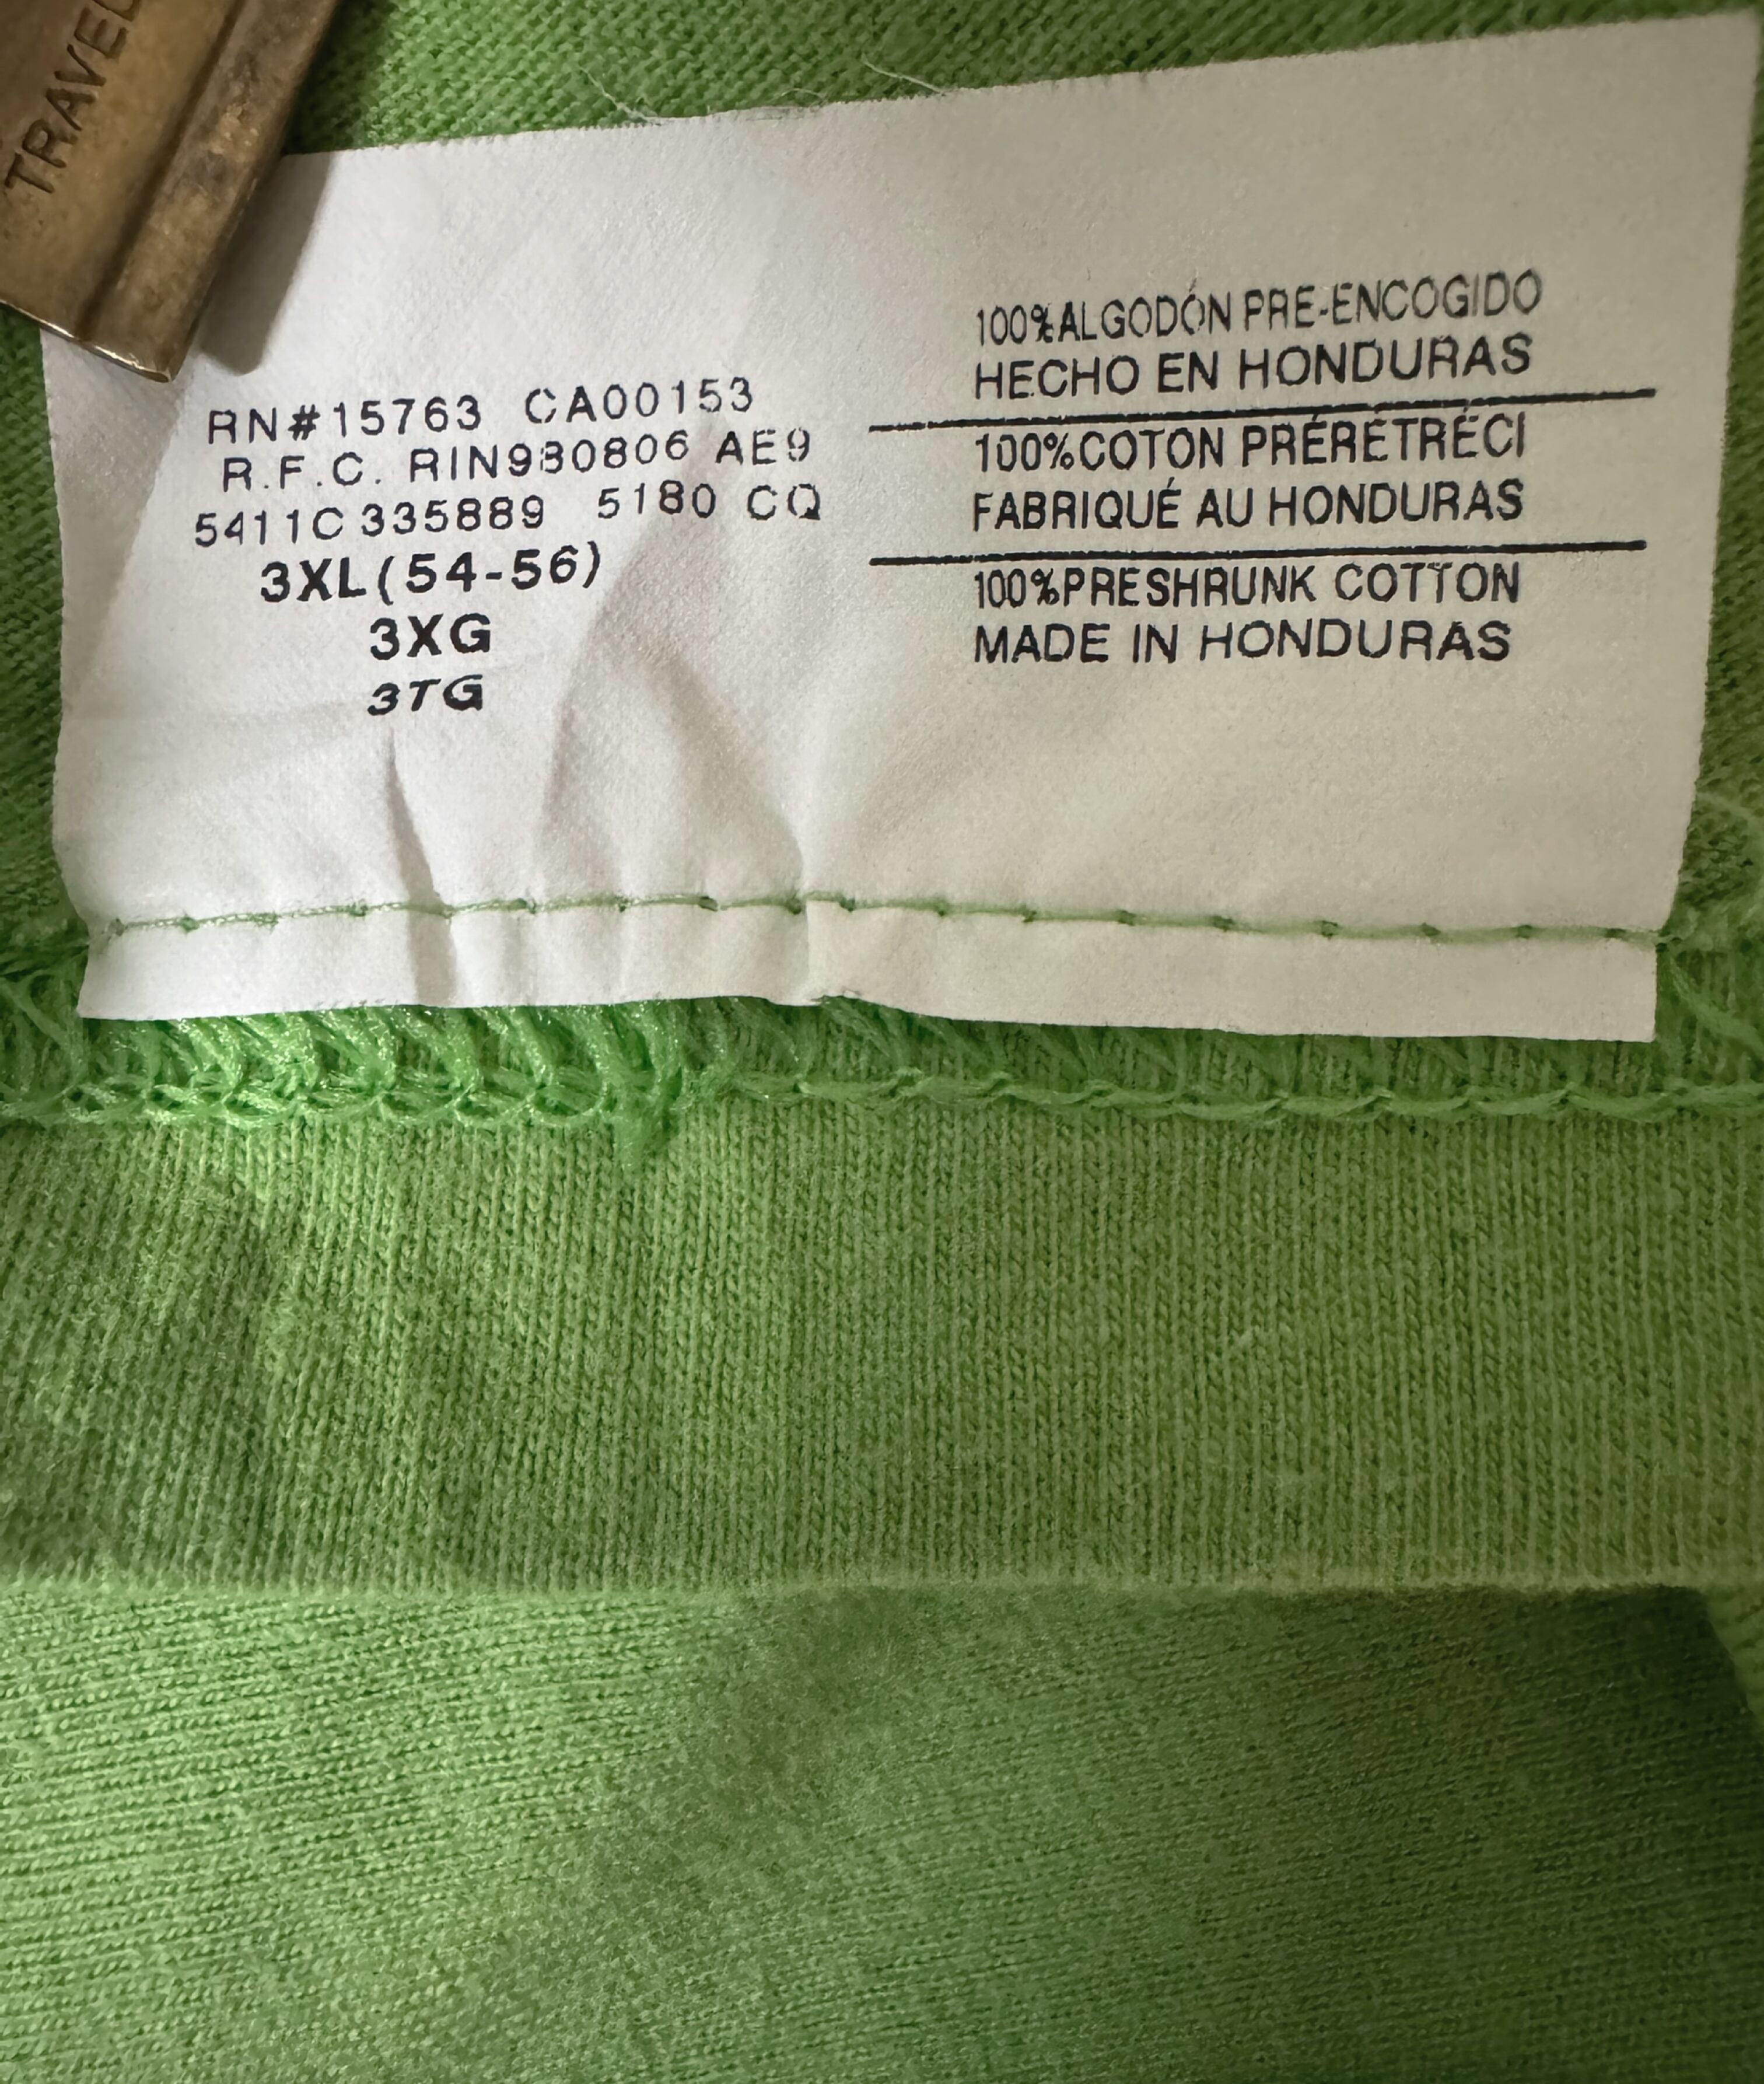 TRAVEL
RN#15763 CA00153
R.F.C. RIN930806 AE9
5411C 335889 5180 CQ
3XL(54-56)
3XG
3TG
100%ALGODÓN PRE-ENCOGIDO
HECHO EN HONDURAS
100%COTON PRÉRÉTRÉCI
FABRIQUÉ AU HONDURAS
100%PRESHRUNK COTTON
MADE IN HONDURAS